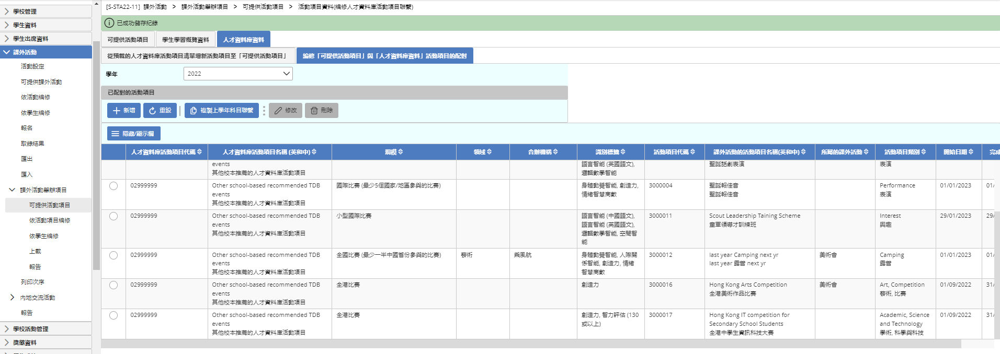 學校管理
學生資料
學生出席資料
課外活動
活動設定
可提供課外活動
依活動編修
依學生編修
報名
取錄結果
匯出
匯入
課外活動舉辦項目
可提供活動項目
依活動項目編修
依學生編修
上載
報告
列印次序
內地交流活動
報告
學校活動管理
獎懲資料
[S-STA22-11] 課外活動 > 課外活動舉辦項目 > 可提供活動項目 > 活動項目資料(編修人才資料庫活動項目聯繫)
已成功儲存紀錄
可提供活動項目 學生學習概覽資料 人才資料庫資料
從預載的人才資料庫活動項目清單增新活動項目至「可提供活動項目」 編修「可提供活動項目」與「人才資料庫資料」活動項目的配對
學年 2022
已配對的活動項目
新增 重設 複製上學年科目聯繫 修改 刪除
隱藏/顯示欄
人才資料庫活動項目代碼 人才資料庫活動項目名稱 (英和中) 規模 領域 合辦機構 識別標籤 活動項目代碼 課外活動的活動項目名稱(英和中) 所屬的課外活動 活動項目類別 開始日期 完成
events 語言智能 (英國語文), 聖誕話劇表演 表演
其他校本推薦的人才資料庫活動項目 邏輯數學智能
02999999 Other school-based recommended TDB 國際比賽 (最少5個國家/地區參與的比賽) 身體動覺智能, 創造力, 3000004 聖誕報佳音 Performance 01/01/2023 01/
events 情緒智慧商數 聖誕報佳音 表演
其他校本推薦的人才資料庫活動項目
02999999 Other school-based recommended TDB 小型國際比賽 語言智能 (中國語文), 3000011 Scout Leadership Taining Scheme Interest 29/01/2023 29/
events 語言智能 (英國語文), 童軍領導才訓練班 興趣
其他校本推薦的人才資料庫活動項目 邏輯數學智能, 空間智
能
02999999 Other school-based recommended TDB 全國比賽 (最少一半中國省份參與的比賽) 藝術 乘風航 身體動覺智能, 人際關 3000012 last year Camping next yr 美術會 Camping 01/01/2023 01/
events 係智能, 創造力, 情緒 last year 露營 next yr 露營
其他校本推薦的人才資料庫活動項目 智慧商數
02999999 Other school-based recommended TDB 全港比賽 創造力 3000016 Hong Kong Arts Competition 美術會 Art, Competition 01/09/2022 31/
events 全港美術作品比賽 藝術, 比賽
其他校本推薦的人才資料庫活動項目
02999999 Other school-based recommended TDB 全港比賽 創造力, 智力評估 (130 3000017 Hong Kong IT competition for Academic, Science 01/09/2022 31/
events 或以上) Secondary School Students and Technology
其他校本推薦的人才資料庫活動項目 全港中學生資訊科技大賽 學術, 科學與科技